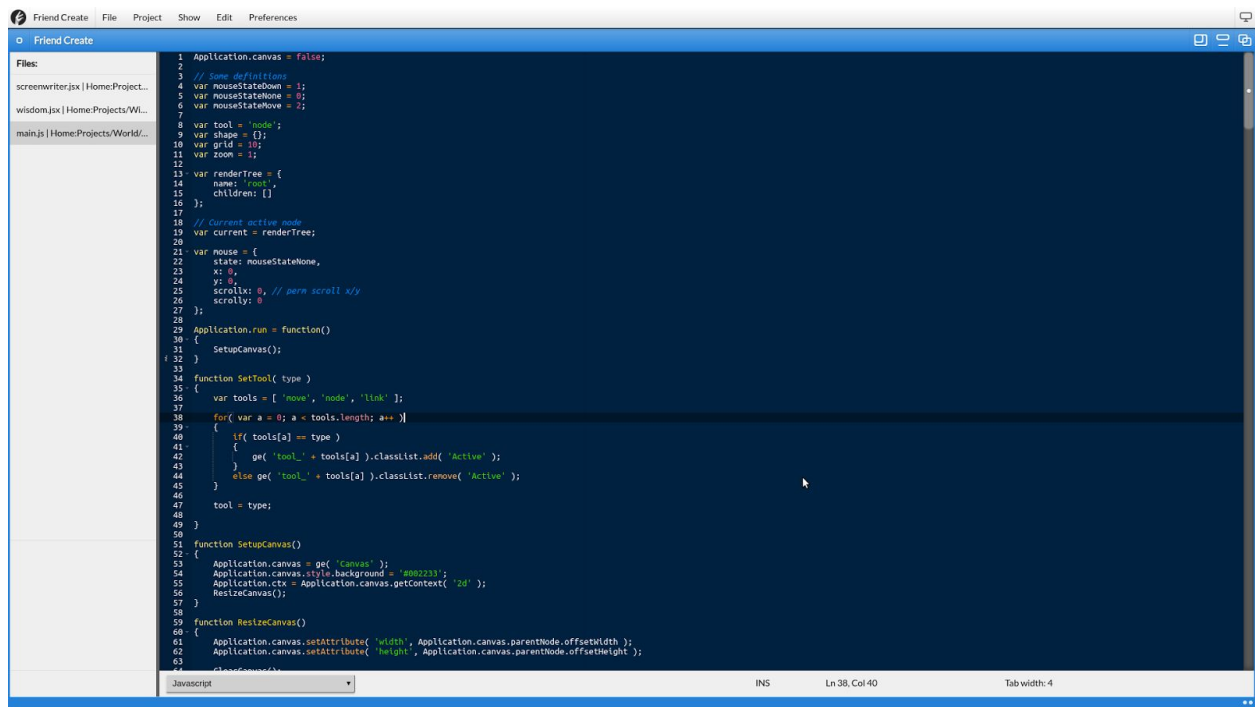 Friend Create File Project Show Edit Preferences
Friend Create
Files:
screenwriter.jsx | Home:Project...
wisdom.jsx | Home:Projects/Wi...
main.js | Home:Projects/World/...
1 Application.canvas = false;
2
3 // Some definitions
4 var mouseStateDown = 1;
5 var mouseStateNone = 0;
6 var mouseStateMove = 2;
7
8 var tool = 'node';
9 var shape = {};
10 var grid = 10;
11 var zoom = 1;
12
13 var renderTree = {
14     name: 'root',
15     children: []
16 };
17
18 // Current active node
19 var current = renderTree;
20
21 var mouse = {
22     state: mouseStateNone,
23     x: 0,
24     y: 0,
25     scrollx: 0, // perm scroll x/y
26     scrolly: 0
27 };
28
29 Application.run = function()
30 {
31     SetupCanvas();
i 32 }
33
34 function SetTool( type )
35 {
36     var tools = [ 'move', 'node', 'link' ];
37
38     for( var a = 0; a < tools.length; a++ )
39     {
40         if( tools[a] == type )
41         {
42             ge( 'tool_' + tools[a] ).classList.add( 'Active' );
43         }
44         else ge( 'tool_' + tools[a] ).classList.remove( 'Active' );
45     }
46
47     tool = type;
48
49 }
50
51 function SetupCanvas()
52 {
53     Application.canvas = ge( 'Canvas' );
54     Application.canvas.style.background = '#002233';
55     Application.ctx = Application.canvas.getContext( '2d' );
56     ResizeCanvas();
57 }
58
59 function ResizeCanvas()
60 {
61     Application.canvas.setAttribute( 'width', Application.canvas.parentNode.offsetWidth );
62     Application.canvas.setAttribute( 'height', Application.canvas.parentNode.offsetHeight );
63
64     ClearCanvas();
Javascript INS Ln 38, Col 40 Tab width: 4